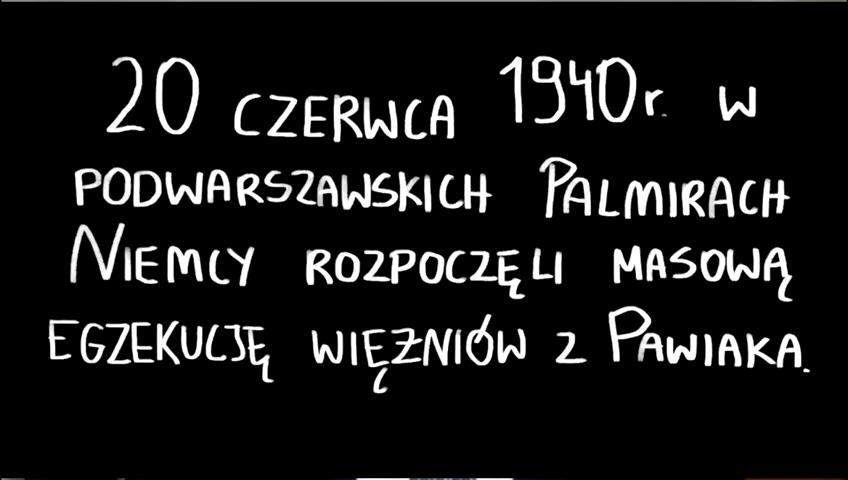 20 CZERWCA 1940r. W
PODWARSZAWSKICH PALMIRACH
NIEMCY ROZPOCZĘLI MASOWĄ
EGZEKUCJĘ WIĘŹNIÓW Z PAWIAKA.